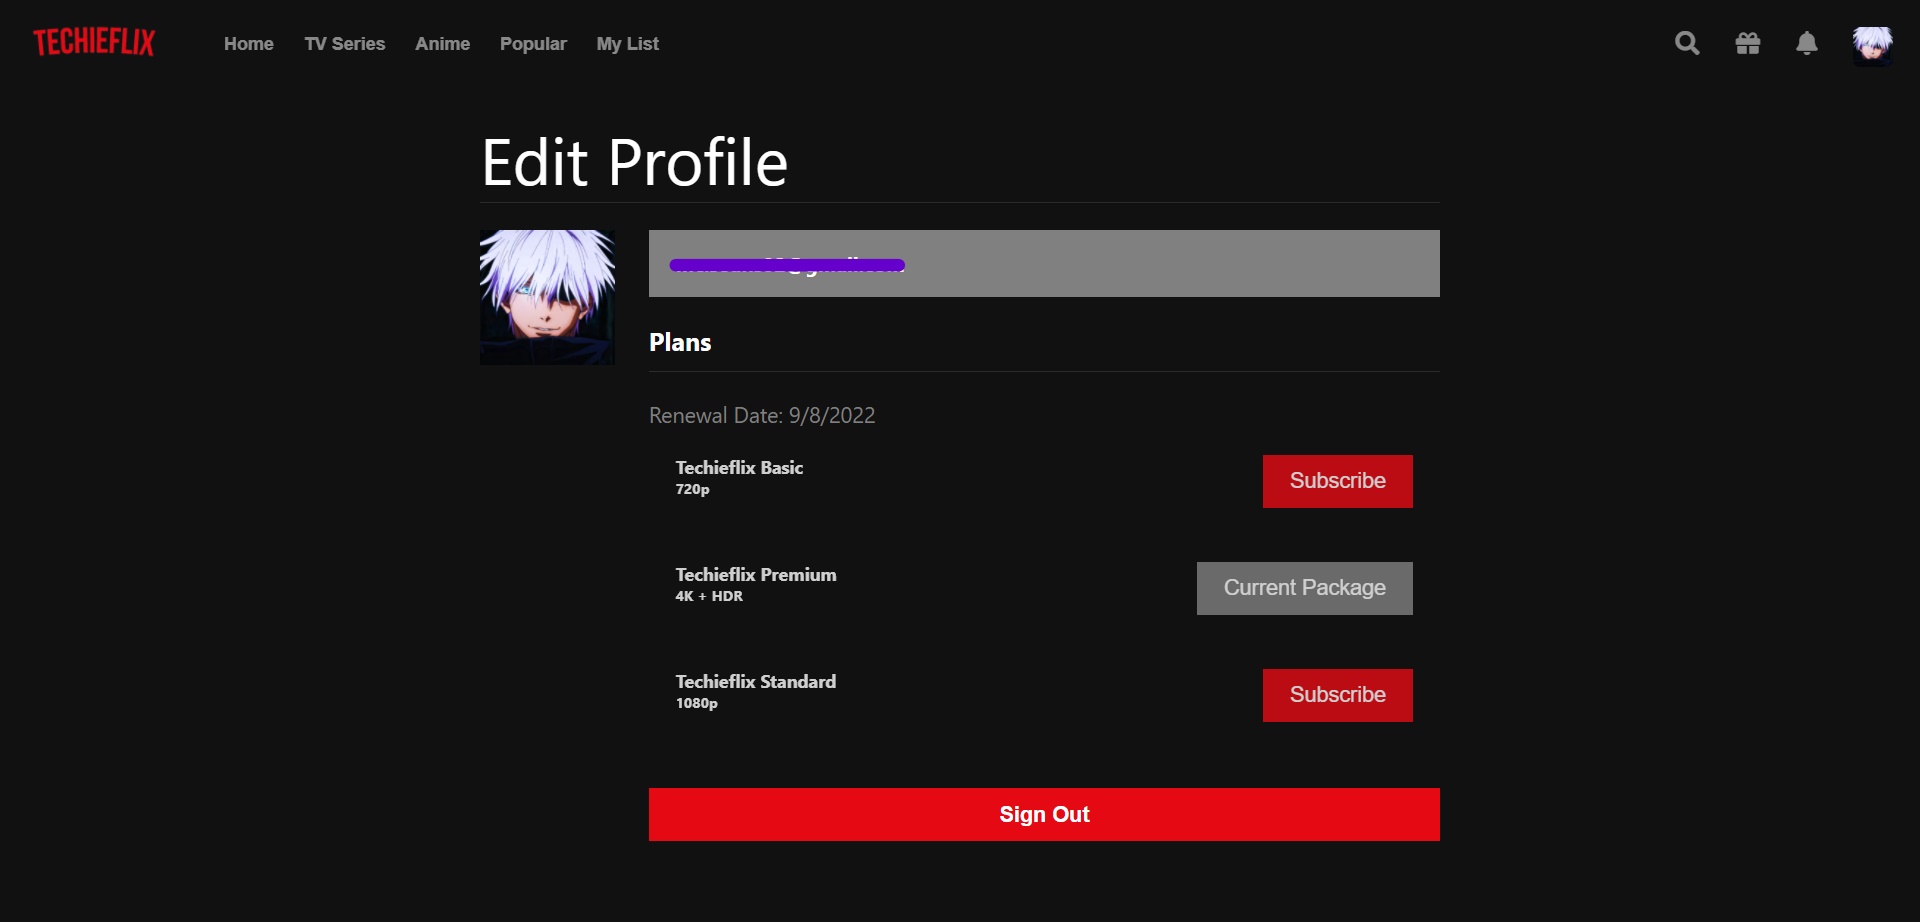 TECHIEFLIX Home TV Series Anime Popular My List
Edit Profile
Plans
Renewal Date: 9/8/2022
Techieflix Basic Subscribe
720p
Techieflix Premium Current Package
4K + HDR
Techieflix Standard Subscribe
1080p
Sign Out